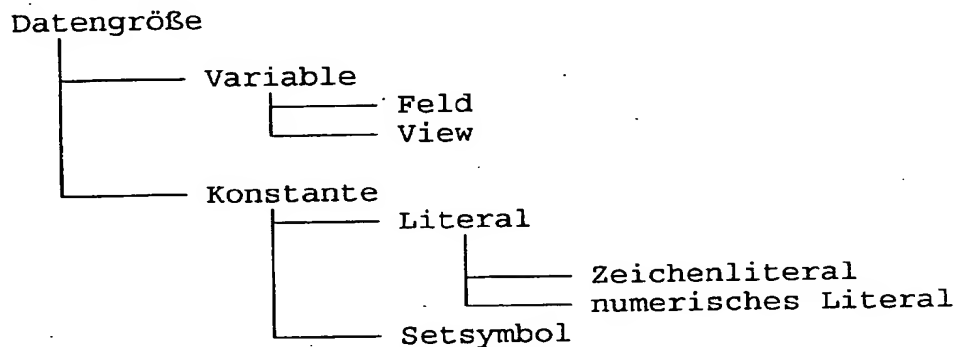 Datengröße
Variable
Feld
View
Konstante
Literal
Zeichenliteral
numerisches Literal
Setsymbol